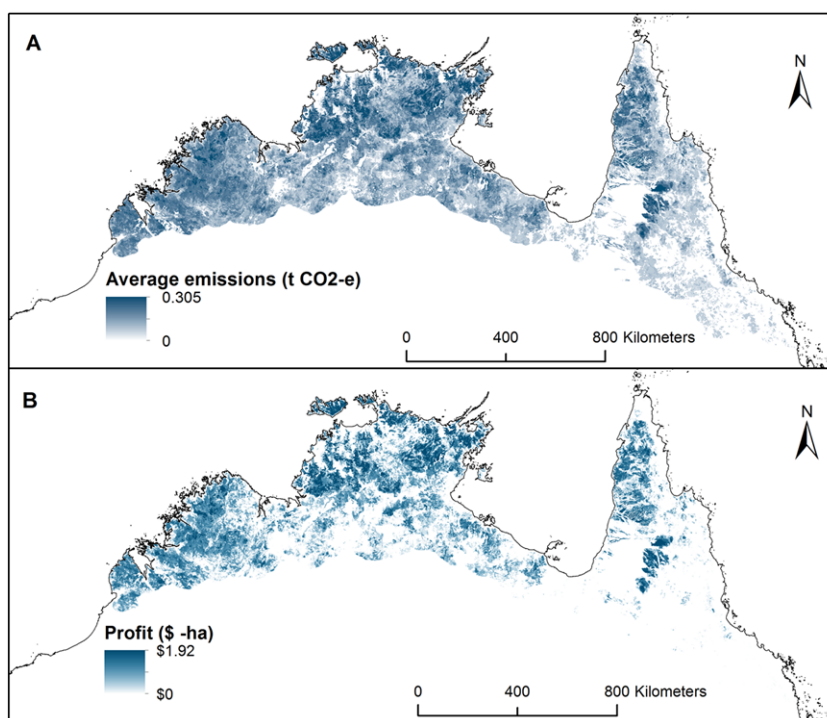 A
N
Average emissions (t CO2-e)
0.305
0
0 400 800 Kilometers
B
N
Profit ($ -ha)
$1.92
$0
0 400 800 Kilometers